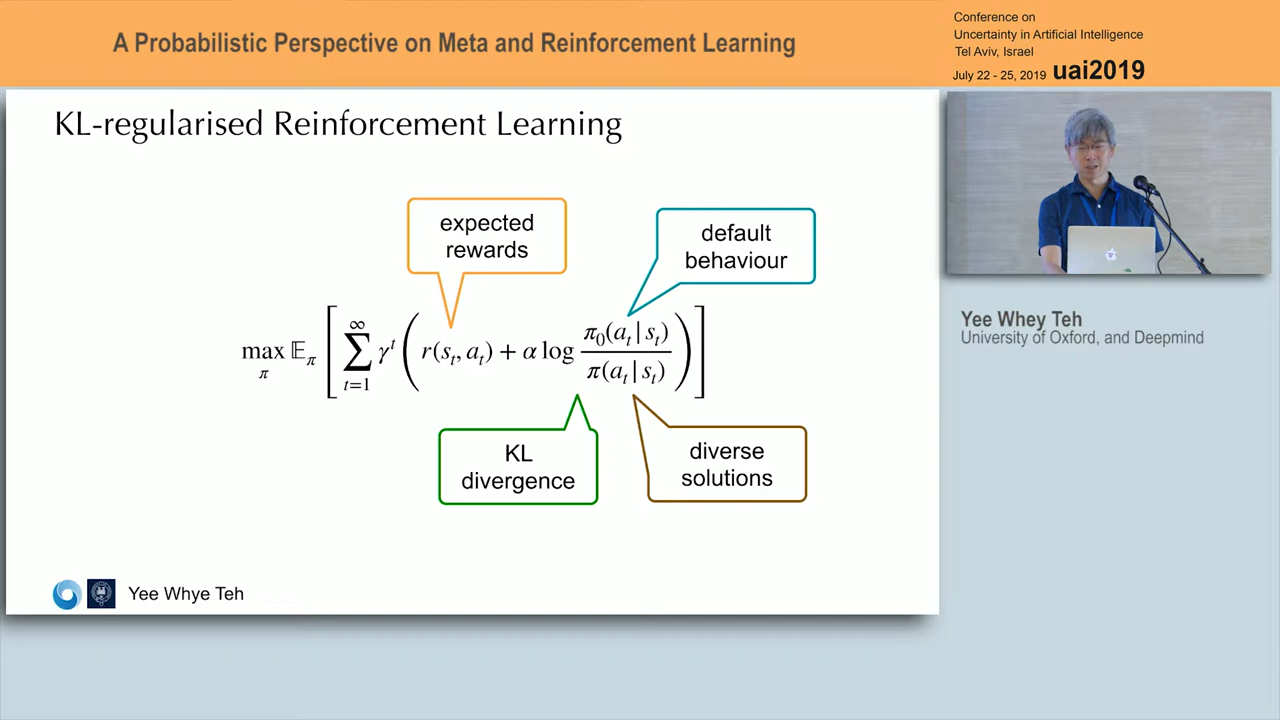 A Probabilistic Perspective on Meta and Reinforcement Learning
Conference on
Uncertainty in Artificial Intelligence
Tel Aviv, Israel
July 22 - 25, 2019 uai2019
KL-regularised Reinforcement Learning
expected
rewards
default
behaviour
max_π 𝔼_π [ ∑_{t=1}^{∞} γ^t ( r(s_t, a_t) + α log π_0(a_t | s_t) / π(a_t | s_t) ) ]
KL
divergence
diverse
solutions
Yee Whye Teh
Yee Whey Teh
University of Oxford, and Deepmind